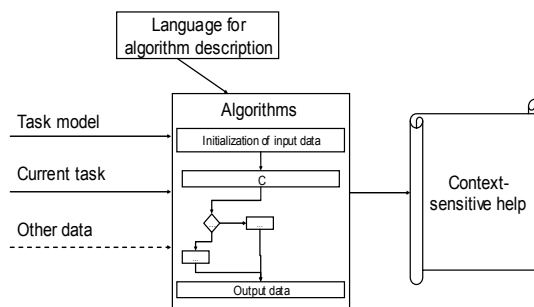 Language for
algorithm description
Algorithms
Task model
Initialization of input data
Current task
C
...
...
Other data
...
Output data
Context-
sensitive help